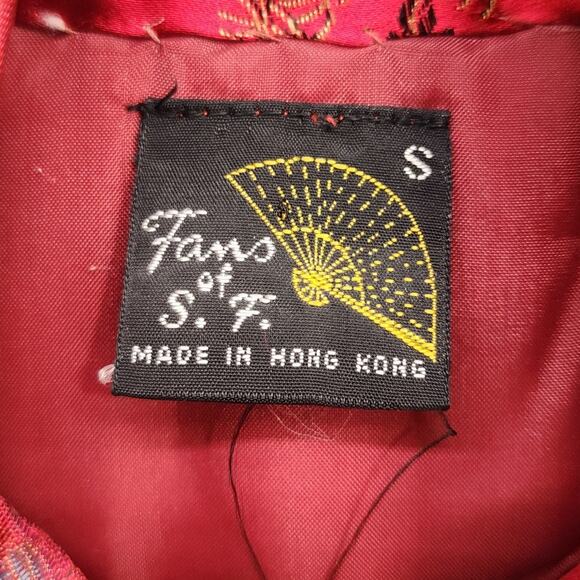 S
Fans
of
S. F.
MADE IN HONG KONG